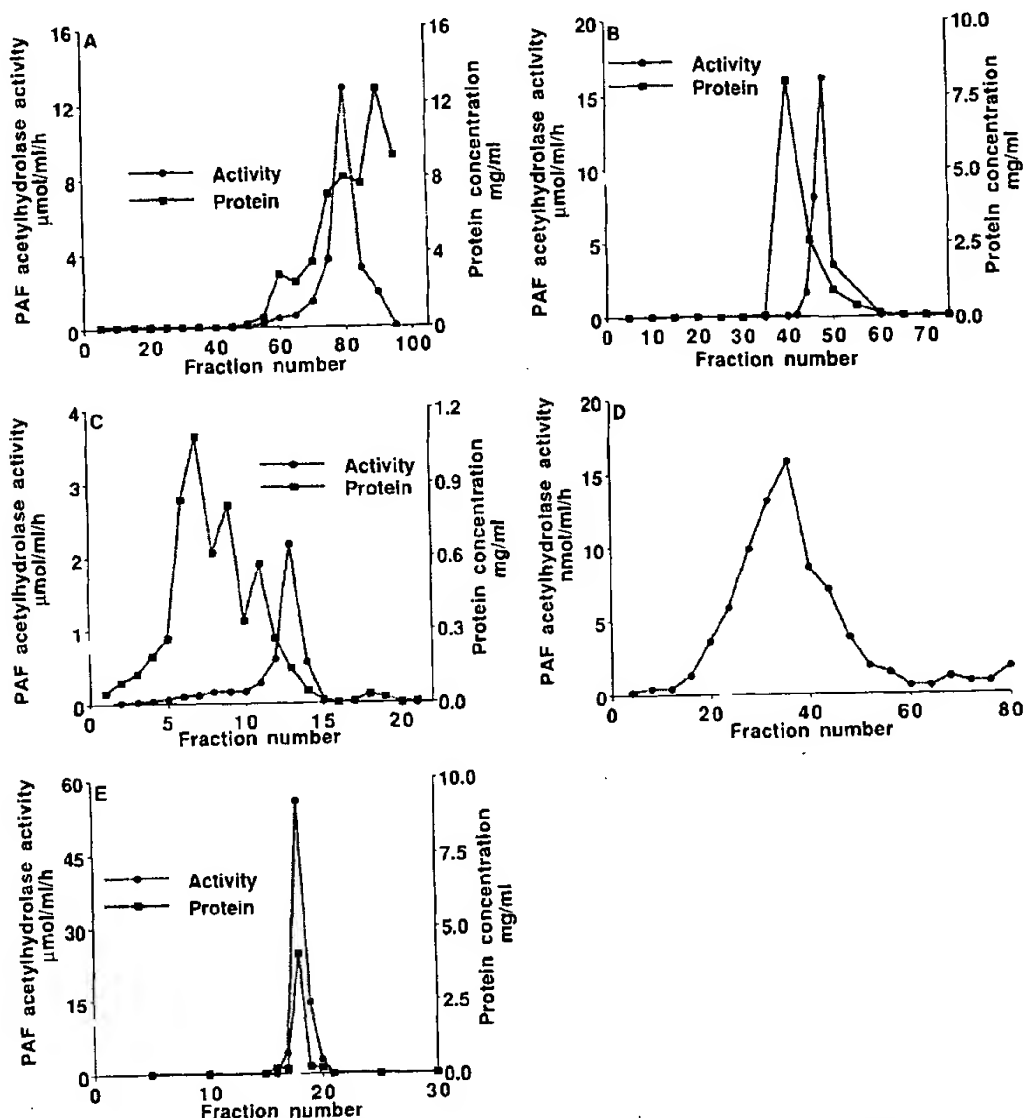 A
PAF acetylhydrolase activity
μmol/ml/h
16
12
8
4
0
Activity
Protein
16
12
8
4
0
Protein concentration
mg/ml
0 20 40 60 80 100
Fraction number
B
PAF acetylhydrolase activity
μmol/ml/h
20
15
10
5
0
Activity
Protein
10.0
7.5
5.0
2.5
0.0
Protein concentration
mg/ml
0 10 20 30 40 50 60 70
Fraction number
C
PAF acetylhydrolase activity
μmol/ml/h
4
3
2
1
0
Activity
Protein
1.2
0.9
0.6
0.3
0.0
Protein concentration
mg/ml
0 5 10 15 20
Fraction number
D
PAF acetylhydrolase activity
nmol/ml/h
20
15
10
5
0
20 40 60 80
Fraction number
E
PAF acetylhydrolase activity
μmol/ml/h
60
45
30
15
0
Activity
Protein
10.0
7.5
5.0
2.5
0.0
Protein concentration
mg/ml
0 10 20 30
Fraction number